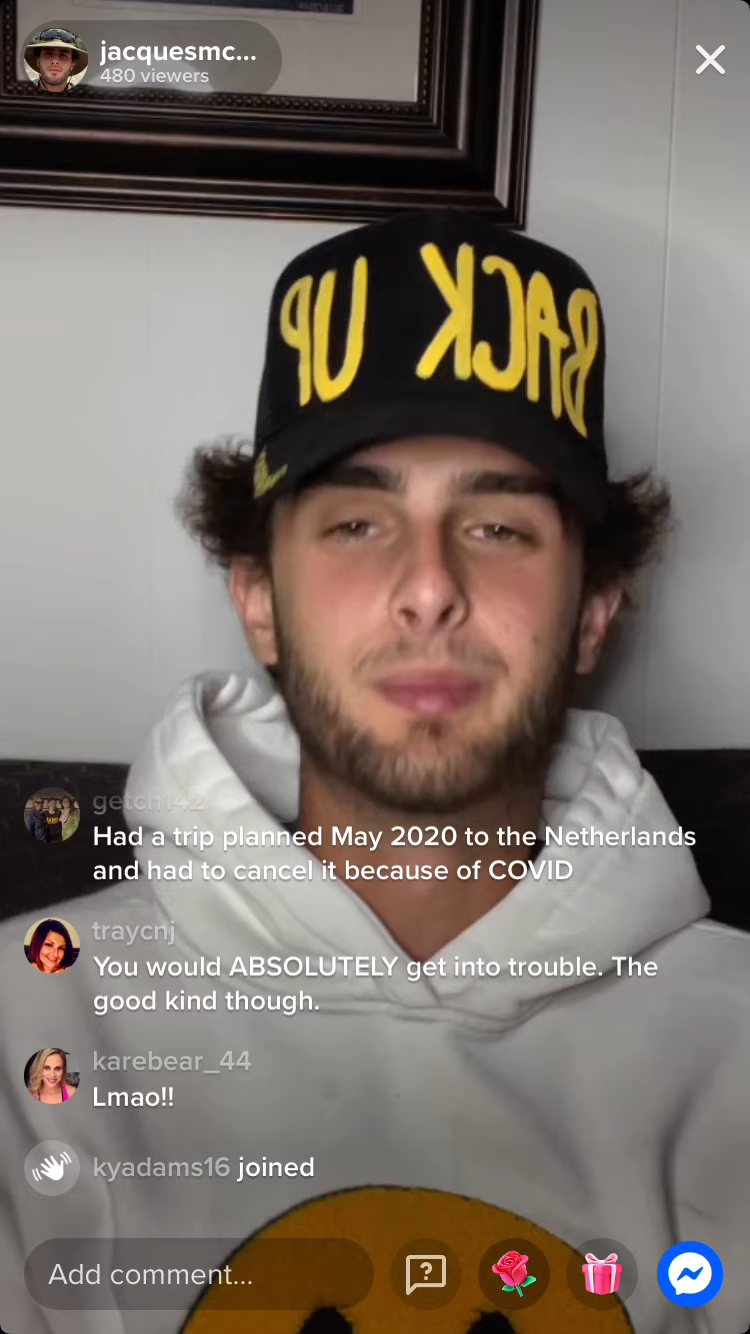 jacquesmc...
480 viewers
BACK UP
getch142
Had a trip planned May 2020 to the Netherlands
and had to cancel it because of COVID
traycnj
You would ABSOLUTELY get into trouble. The
good kind though.
karebear_44
Lmao!!
kyadams16 joined
Add comment...